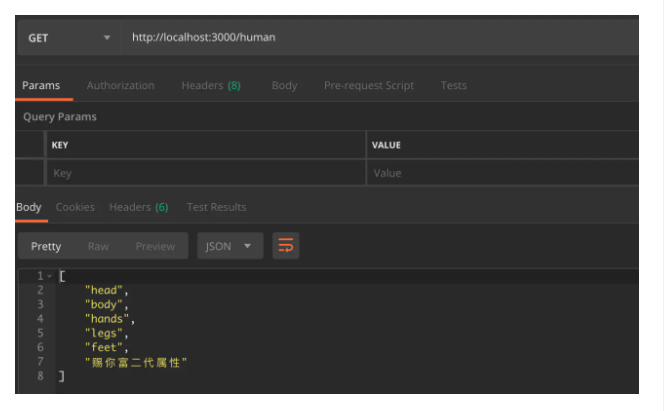 GET http://localhost:3000/human
Params Authorization Headers (8) Body Pre-request Script Tests
Query Params
KEY VALUE
Key Value
Body Cookies Headers (6) Test Results
Pretty Raw Preview JSON
1 [
2 "head",
3 "body",
4 "hands",
5 "legs",
6 "feet",
7 "赐你富二代属性"
8 ]